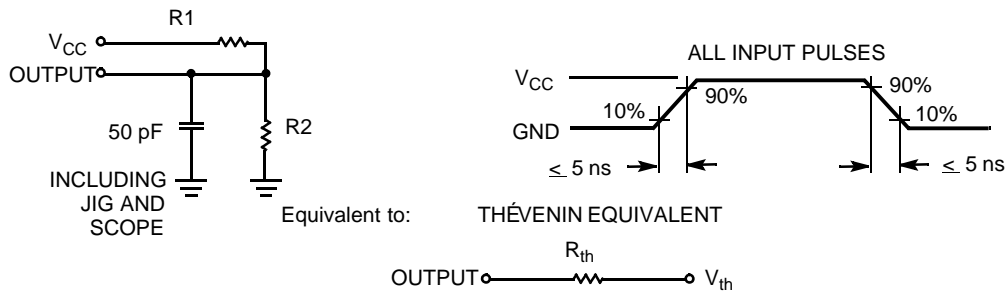 R1
V_CC
OUTPUT
50 pF
R2
INCLUDING
JIG AND
SCOPE
ALL INPUT PULSES
V_CC
GND
10%
90%
90%
10%
≤ 5 ns
≤ 5 ns
Equivalent to: THÉVENIN EQUIVALENT
R_th
OUTPUT
V_th